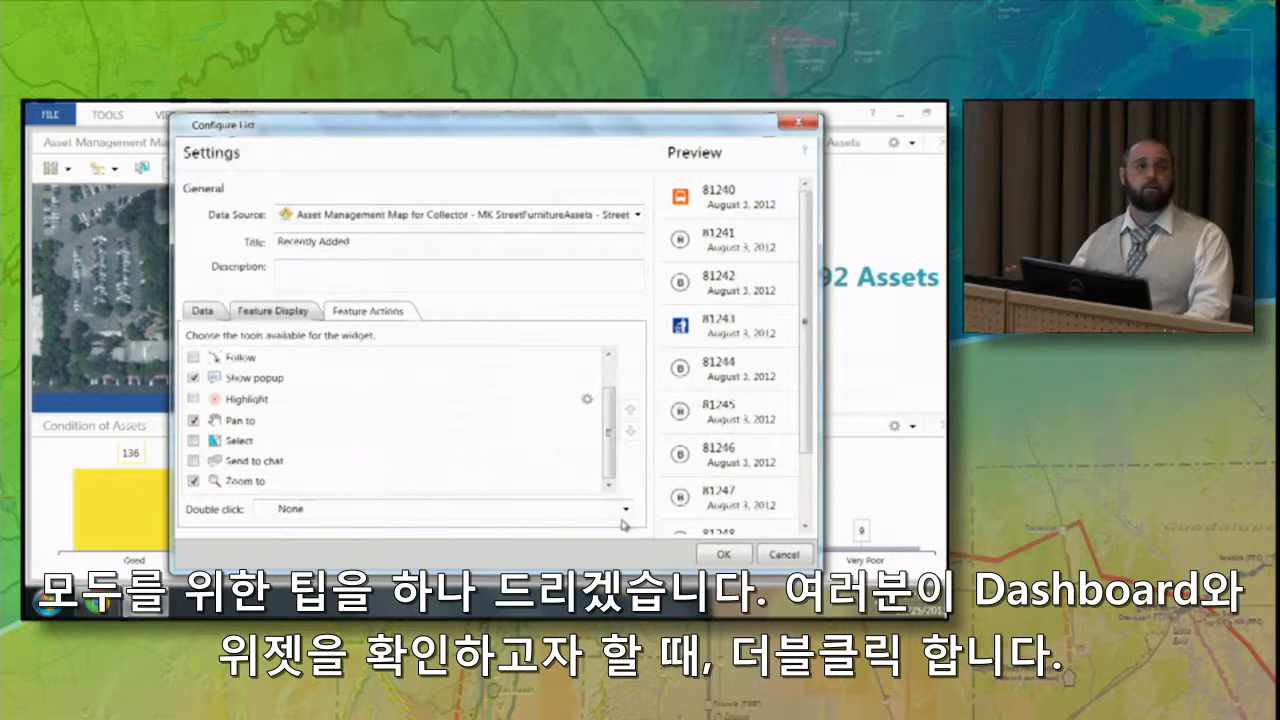 FILE
TOOLS
Configure List
Asset Management Ma
Assets
Settings
Preview
General
Data Source:
Asset Management Map for Collector - MK StreetFurnitureAssets - Street
Title:
Recently Added
Description:
Data
Feature Display
Feature Actions
Choose the tools available for the widget.
Follow
Show popup
Highlight
Pan to
Select
Send to chat
Zoom to
Double click:
None
81240
August 3, 2012
81241
August 3, 2012
81242
August 3, 2012
81243
August 3, 2012
81244
August 3, 2012
81245
August 3, 2012
81246
August 3, 2012
81247
August 3, 2012
81248
OK
Cancel
92 Assets
Condition of Assets
136
Good
9
Very Poor
모두를 위한 팁을 하나 드리겠습니다. 여러분이 Dashboard와
위젯을 확인하고자 할 때, 더블클릭 합니다.